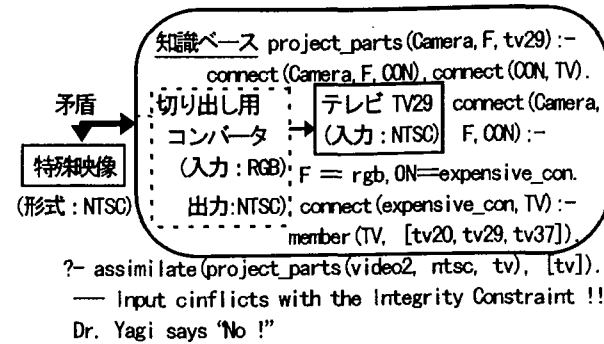 知識ベース project_parts(Camera, F, tv29) :-
connect(Camera, F, CON), connect(CON, TV).
矛盾
切り出し用
コンバータ
(入力：RGB)
出力:NTSC)
テレビ TV29
(入力：NTSC)
connect(Camera,
F, CON) :-
特殊映像
(形式：NTSC)
F = rgb, ON=expensive_con.
connect(expensive_con, TV) :-
member(TV, [tv20, tv29, tv37]),
?- assimilate(project_parts(video2, ntsc, tv), [tv]).
── Input cinflicts with the Integrity Constraint !!
Dr. Yagi says “No !”